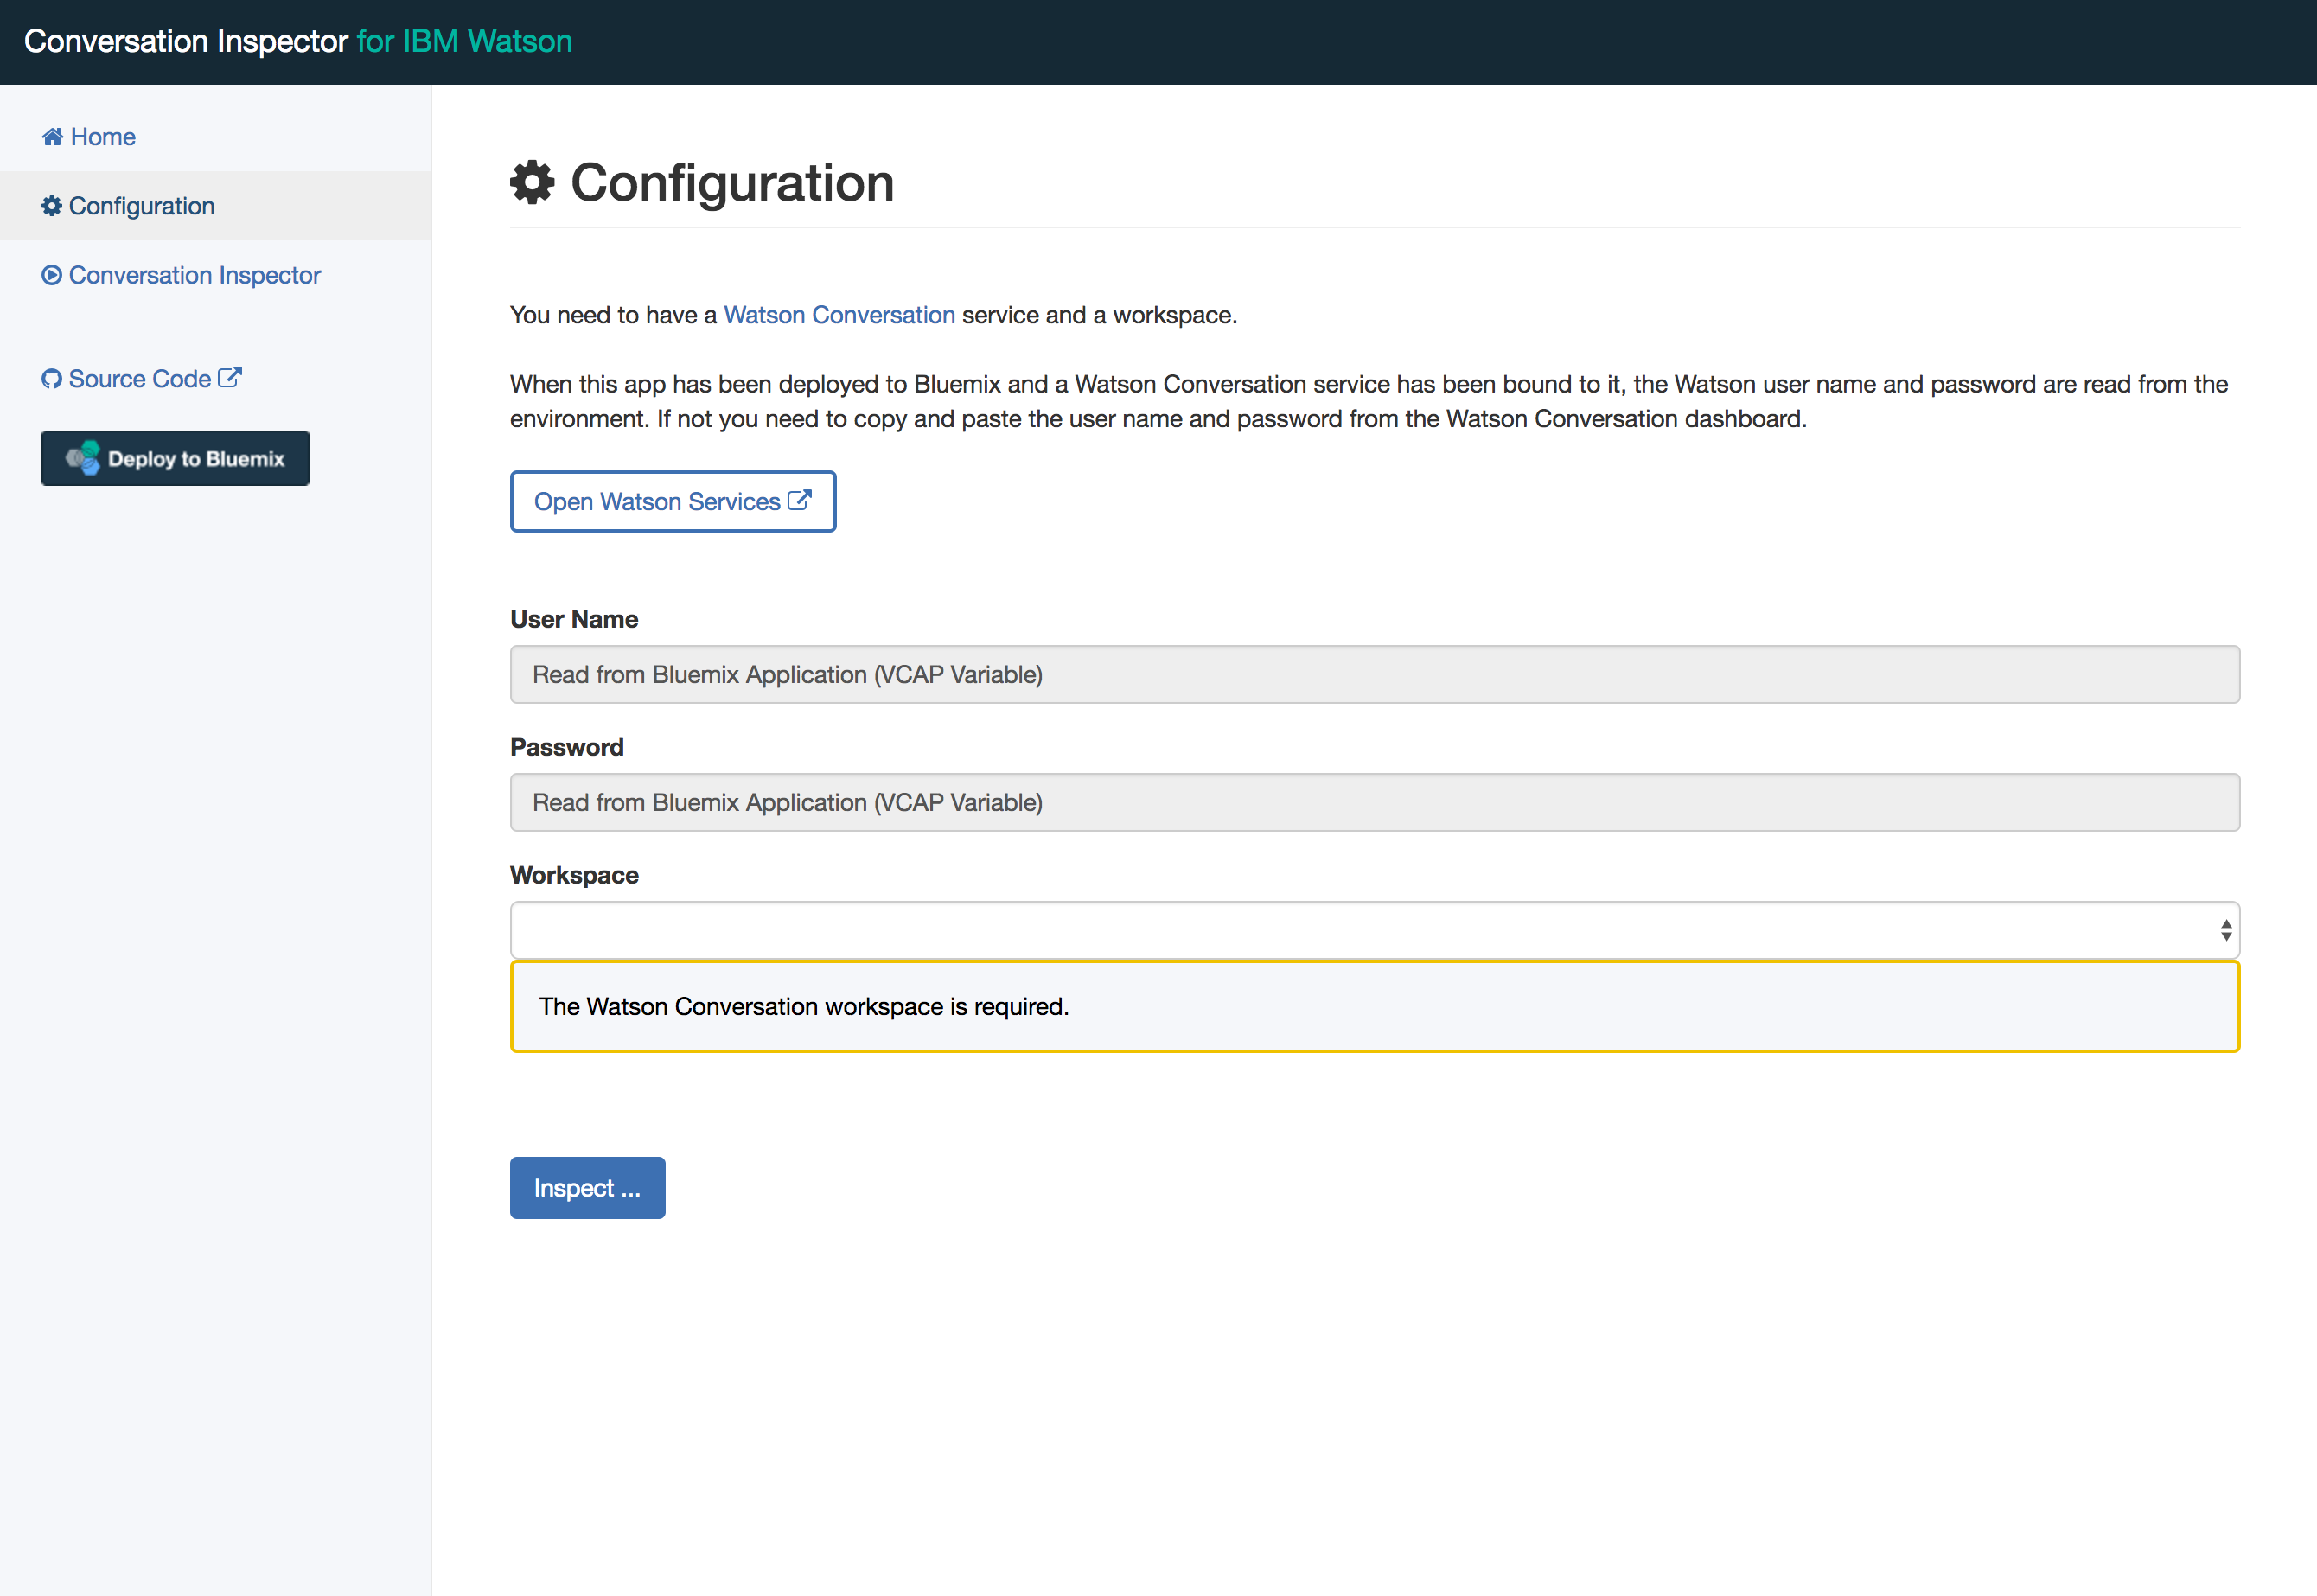 Conversation Inspector for IBM Watson
Home
Configuration
Conversation Inspector
Source Code
Deploy to Bluemix
Configuration
You need to have a Watson Conversation service and a workspace.
When this app has been deployed to Bluemix and a Watson Conversation service has been bound to it, the Watson user name and password are read from the
environment. If not you need to copy and paste the user name and password from the Watson Conversation dashboard.
Open Watson Services
User Name
Read from Bluemix Application (VCAP Variable)
Password
Read from Bluemix Application (VCAP Variable)
Workspace
The Watson Conversation workspace is required.
Inspect ...